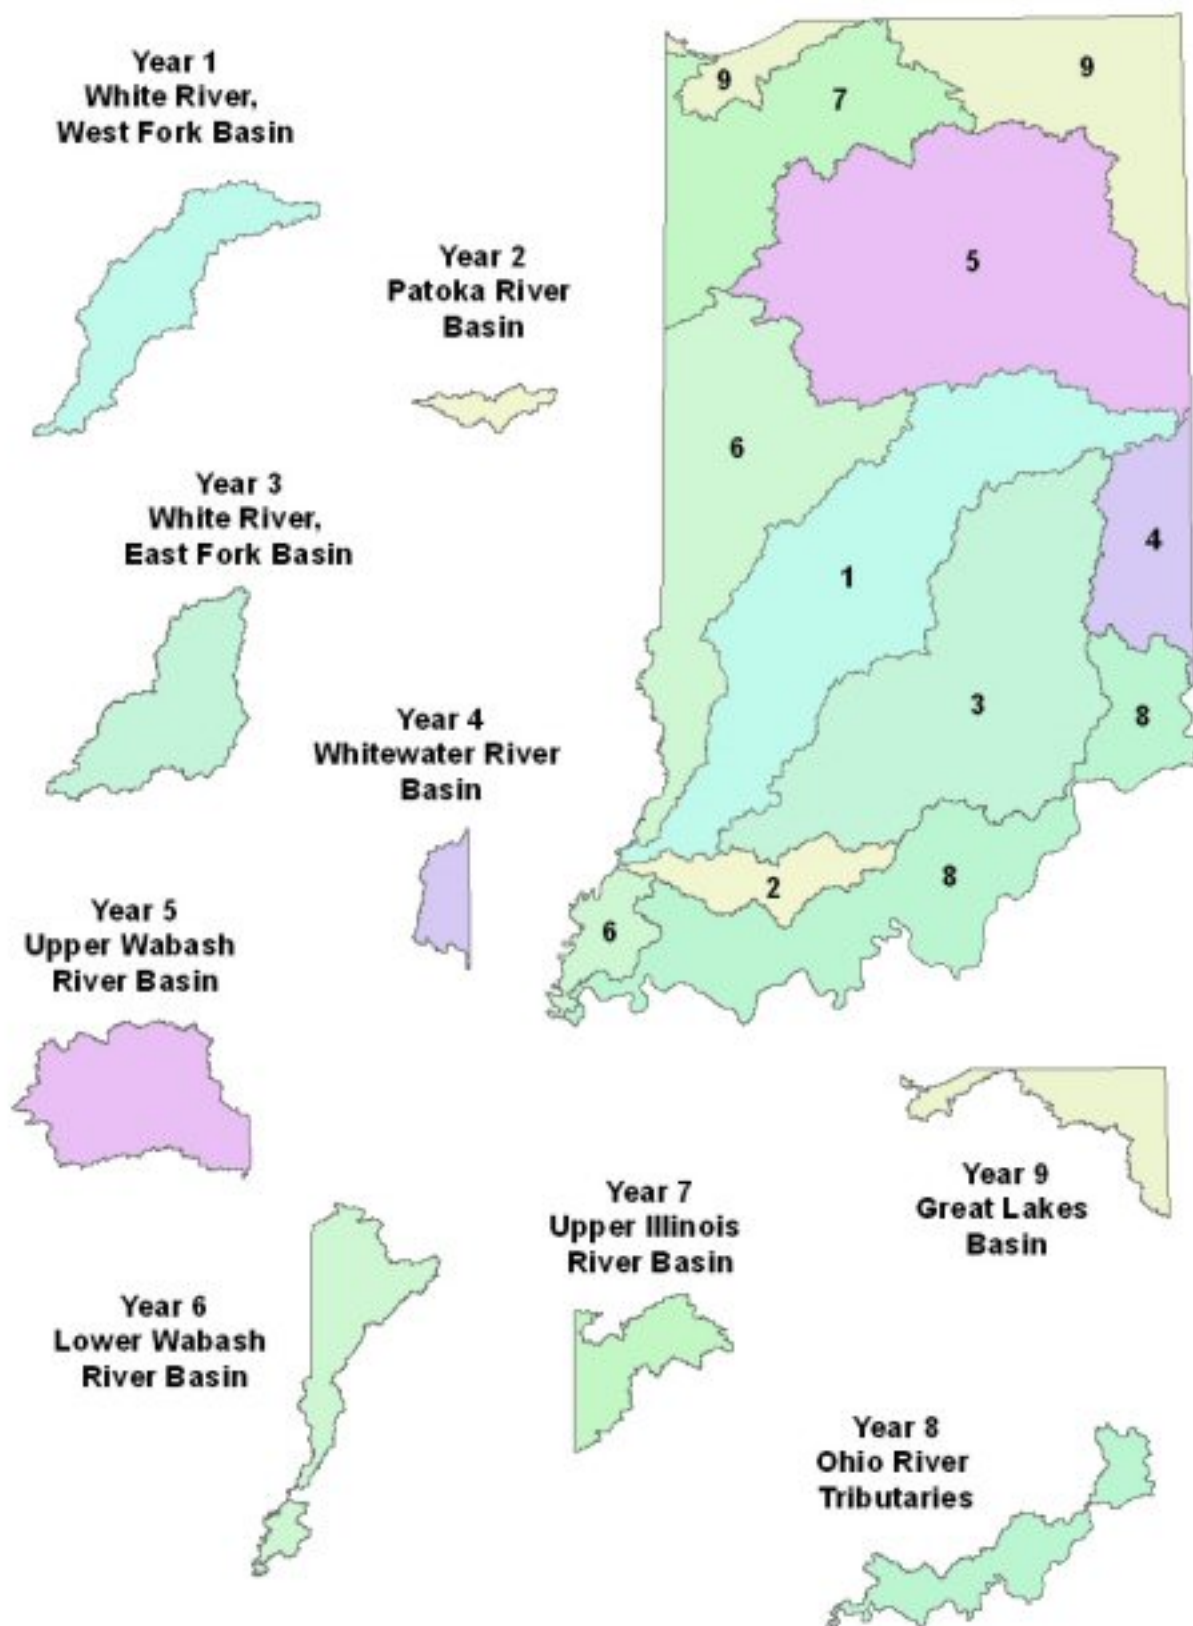 Year 1
White River,
West Fork Basin
Year 2
Patoka River
Basin
Year 3
White River,
East Fork Basin
Year 4
Whitewater River
Basin
Year 5
Upper Wabash
River Basin
Year 6
Lower Wabash
River Basin
Year 7
Upper Illinois
River Basin
Year 8
Ohio River
Tributaries
Year 9
Great Lakes
Basin
9
9
7
5
6
4
1
3
8
2
8
6